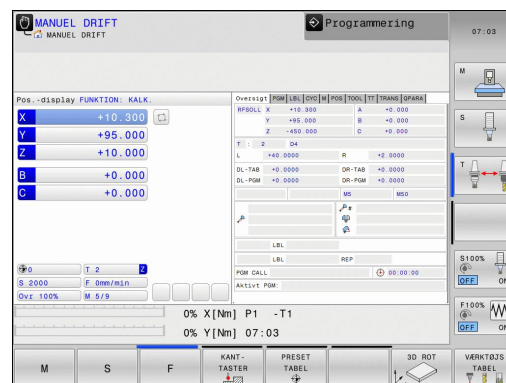 MANUEL DRIFT
MANUEL DRIFT
Programmering
07:03
Pos.-display FUNKTION: KALK.
X +10.300
Y +95.000
Z +10.000
B +0.000
C +0.000
0 T 2 Z
S 2000 F 0mm/min
Ovr 100% M 5/9
Oversigt PGM LBL CYC M POS TOOL TT TRANS QPARA
RFSOLL X +10.300 A +0.000
Y +95.000 B +0.000
Z -450.000 C +0.000
T : 2 D4
L +40.0000 R +2.0000
DL-TAB +0.0000 DR-TAB +0.0000
DL-PGM +0.0000 DR-PGM +0.0000
M5 M50
#
LBL
LBL REP
PGM CALL 00:00:00
Aktivt PGM:
0% X[Nm] P1 -T1
0% Y[Nm] 07:03
M
S
T
S100%
OFF ON
F100%
OFF ON
M
S
F
KANT-
TASTER
PRESET
TABEL
3D ROT
VÆRKTØJS
TABEL